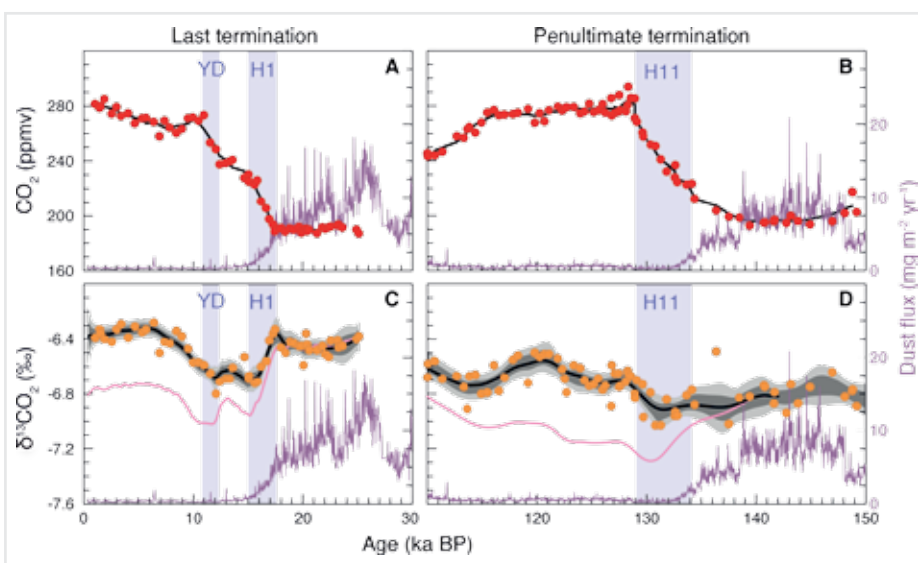 Last termination
Penultimate termination
YD
H1
A
H11
B
280
240
200
160
CO2 (ppmv)
20
10
0
0
10
20
30
120
130
140
150
YD
H1
C
H11
D
-6.4
-6.8
-7.2
-7.6
δ¹³CO2 (‰)
20
10
0
Dust flux (mg m⁻² yr⁻¹)
Age (ka BP)